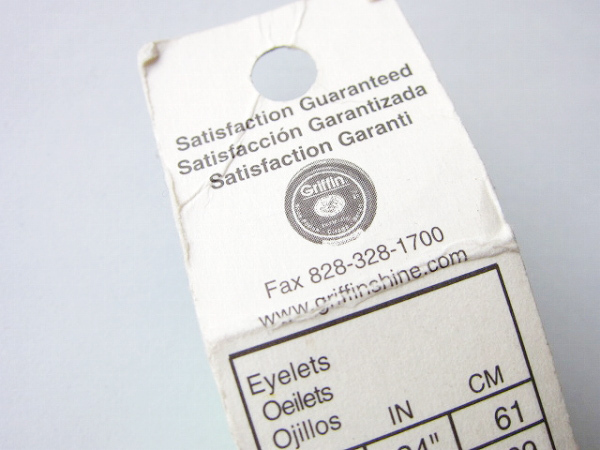 Satisfaction Guaranteed
Satisfacción Garantizada
Satisfaction Garanti
Griffin
Fax 828-328-1700
www.griffinshine.com
Eyelets
Oeilets
Ojillos
IN
CM
61